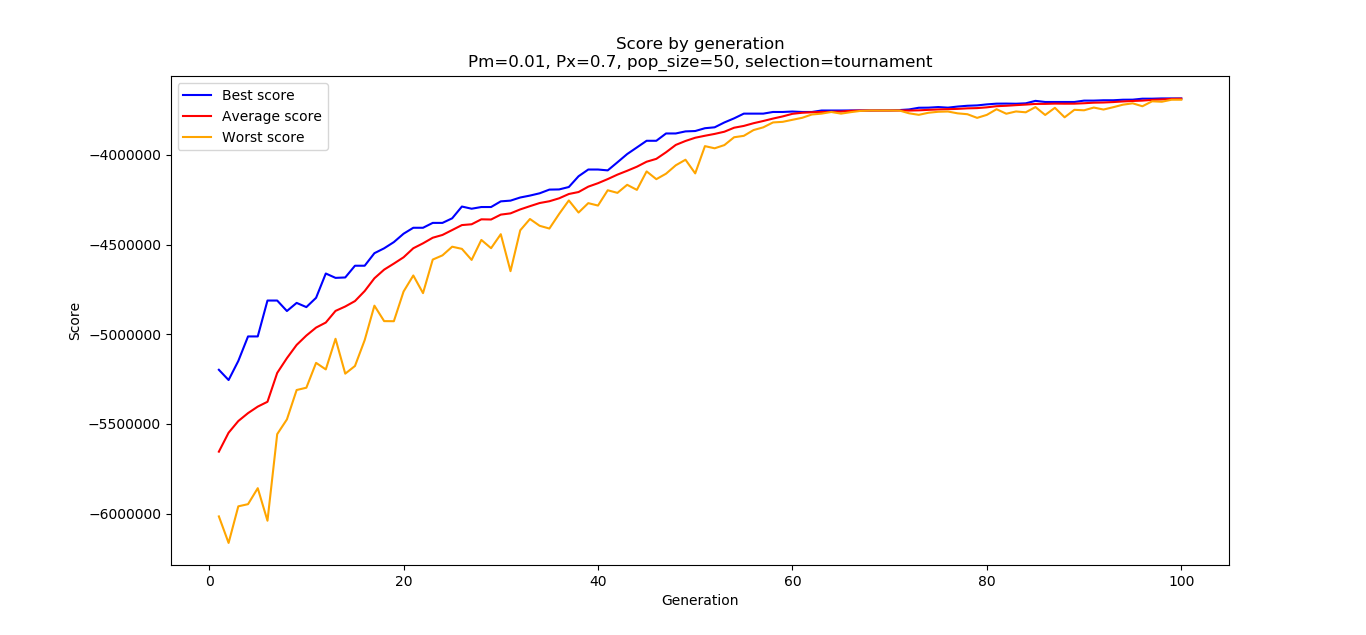 Score by generation
Pm=0.01, Px=0.7, pop_size=50, selection=tournament
Best score
Average score
Worst score
−4000000
−4500000
−5000000
−5500000
−6000000
Score
0 20 40 60 80 100
Generation